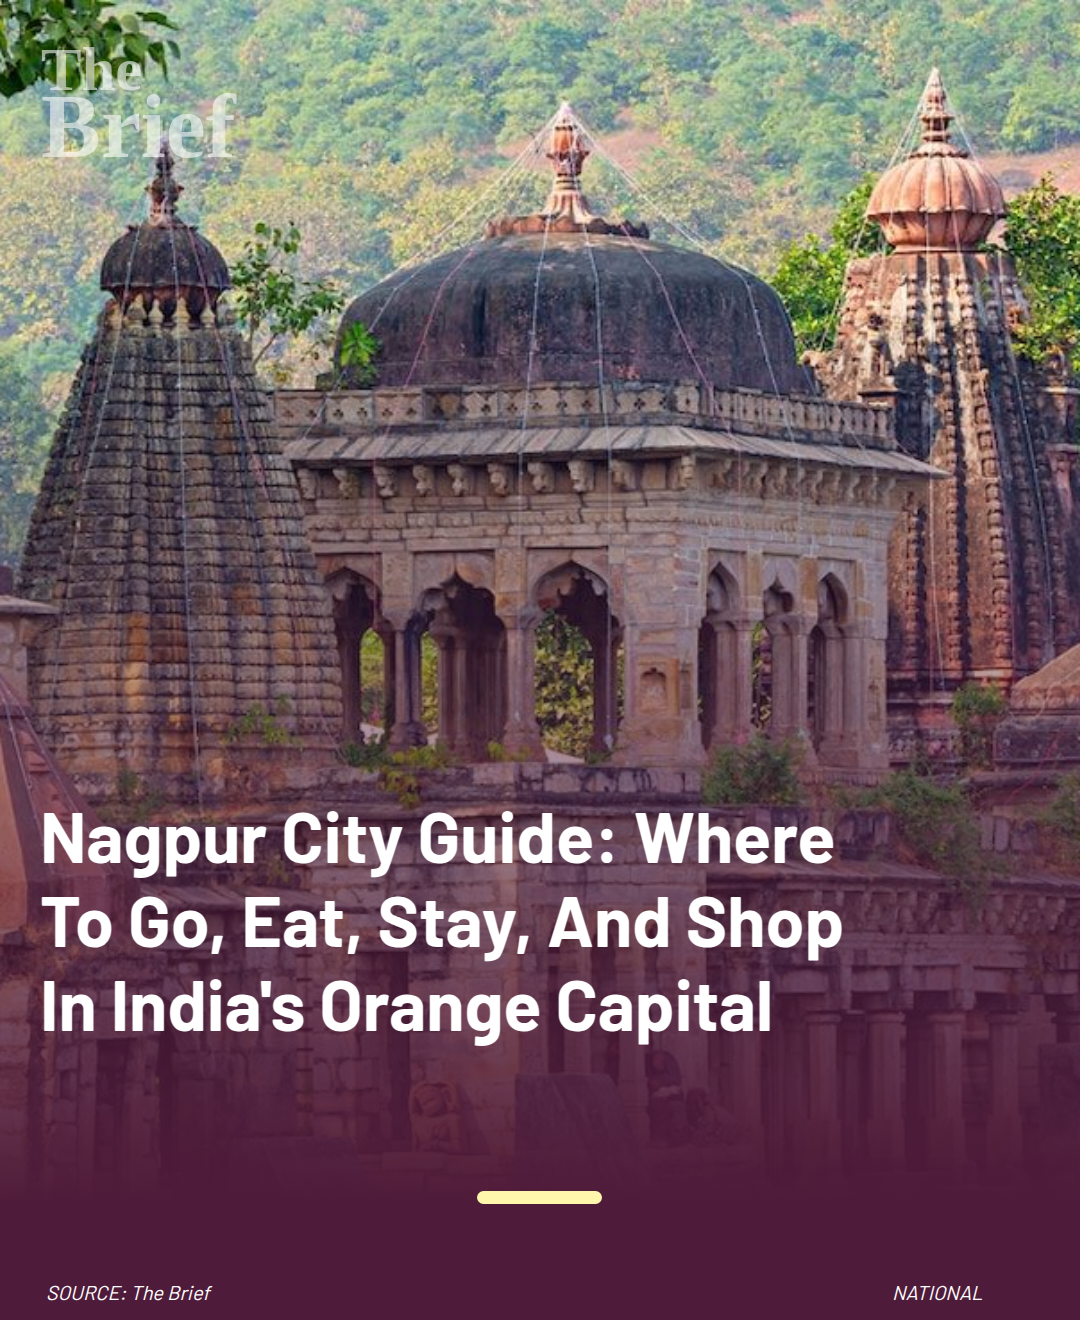 The
Brief
Nagpur City Guide: Where
To Go, Eat, Stay, And Shop
In India's Orange Capital
SOURCE: The Brief
NATIONAL